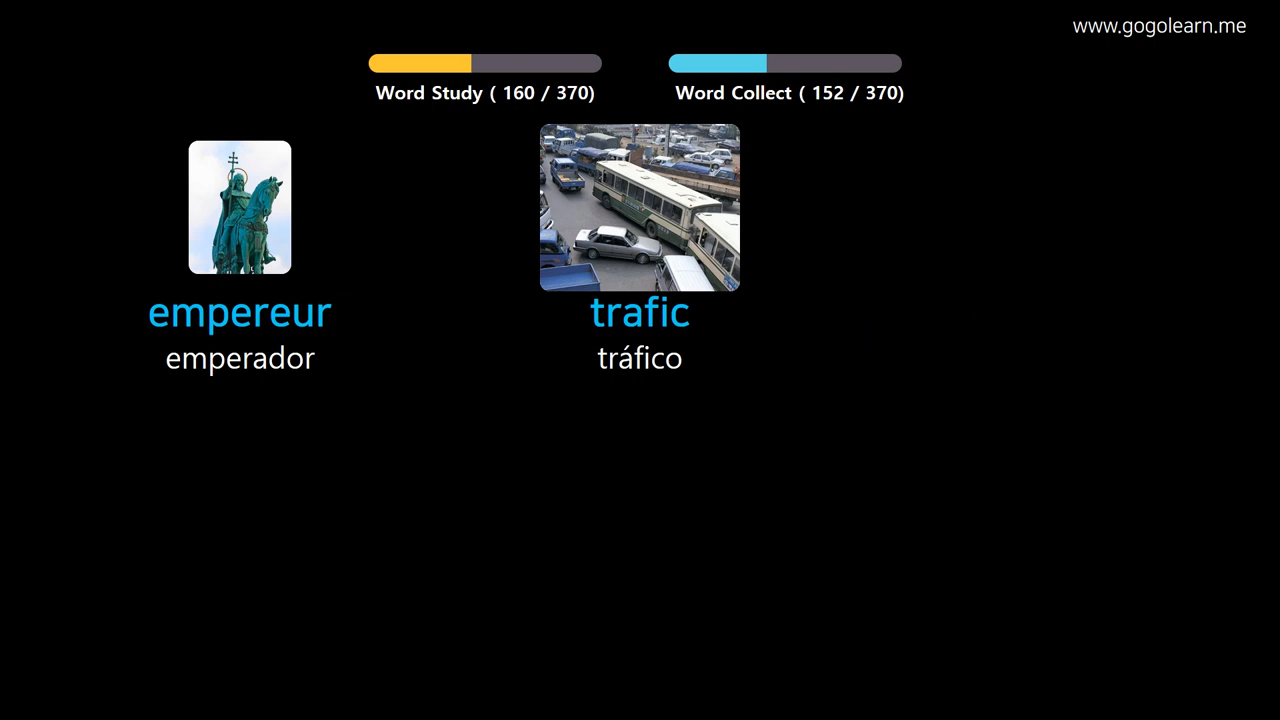 www.gogolearn.me
Word Study ( 160 / 370)
Word Collect ( 152 / 370)
empereur
emperador
trafic
tráfico